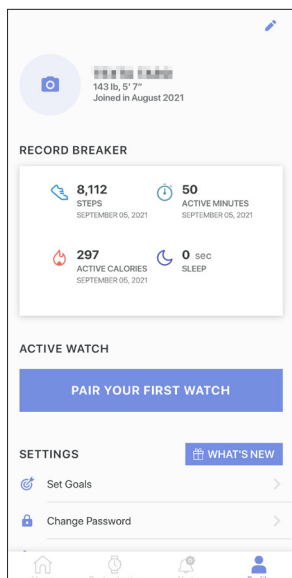 143 lb, 5' 7"
Joined in August 2021
RECORD BREAKER
8,112
STEPS
SEPTEMBER 05, 2021
50
ACTIVE MINUTES
SEPTEMBER 05, 2021
297
ACTIVE CALORIES
SEPTEMBER 05, 2021
0 sec
SLEEP
ACTIVE WATCH
PAIR YOUR FIRST WATCH
SETTINGS
WHAT'S NEW
Set Goals
Change Password